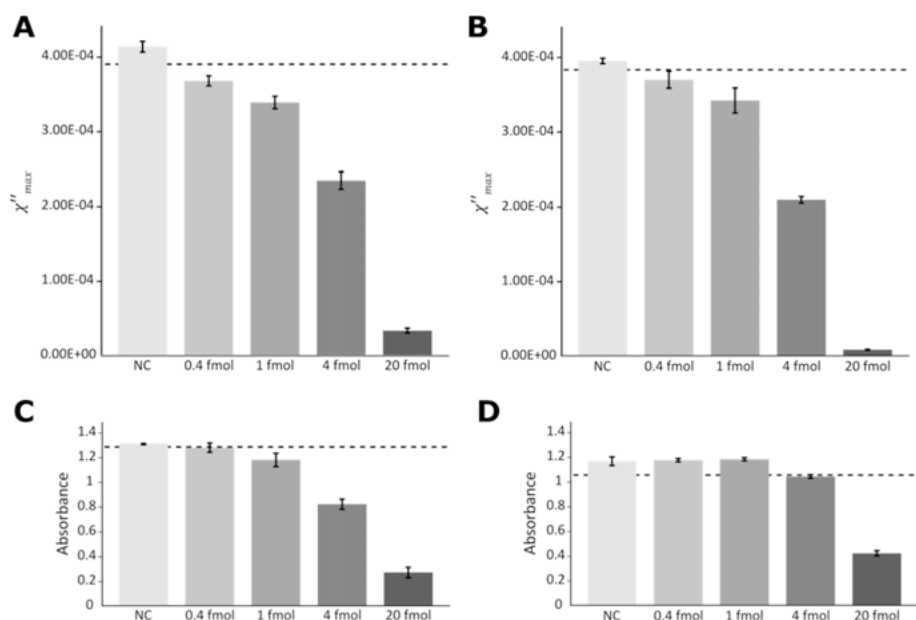 A
4.00E-04
3.00E-04
2.00E-04
1.00E-04
0.00E+00
χ″max
NC 0.4 fmol 1 fmol 4 fmol 20 fmol
B
4.00E-04
3.00E-04
2.00E-04
1.00E-04
0.00E+00
χ″max
NC 0.4 fmol 1 fmol 4 fmol 20 fmol
C
1.4
1.2
1
0.8
0.6
0.4
0.2
0
Absorbance
NC 0.4 fmol 1 fmol 4 fmol 20 fmol
D
1.4
1.2
1
0.8
0.6
0.4
0.2
0
Absorbance
NC 0.4 fmol 1 fmol 4 fmol 20 fmol